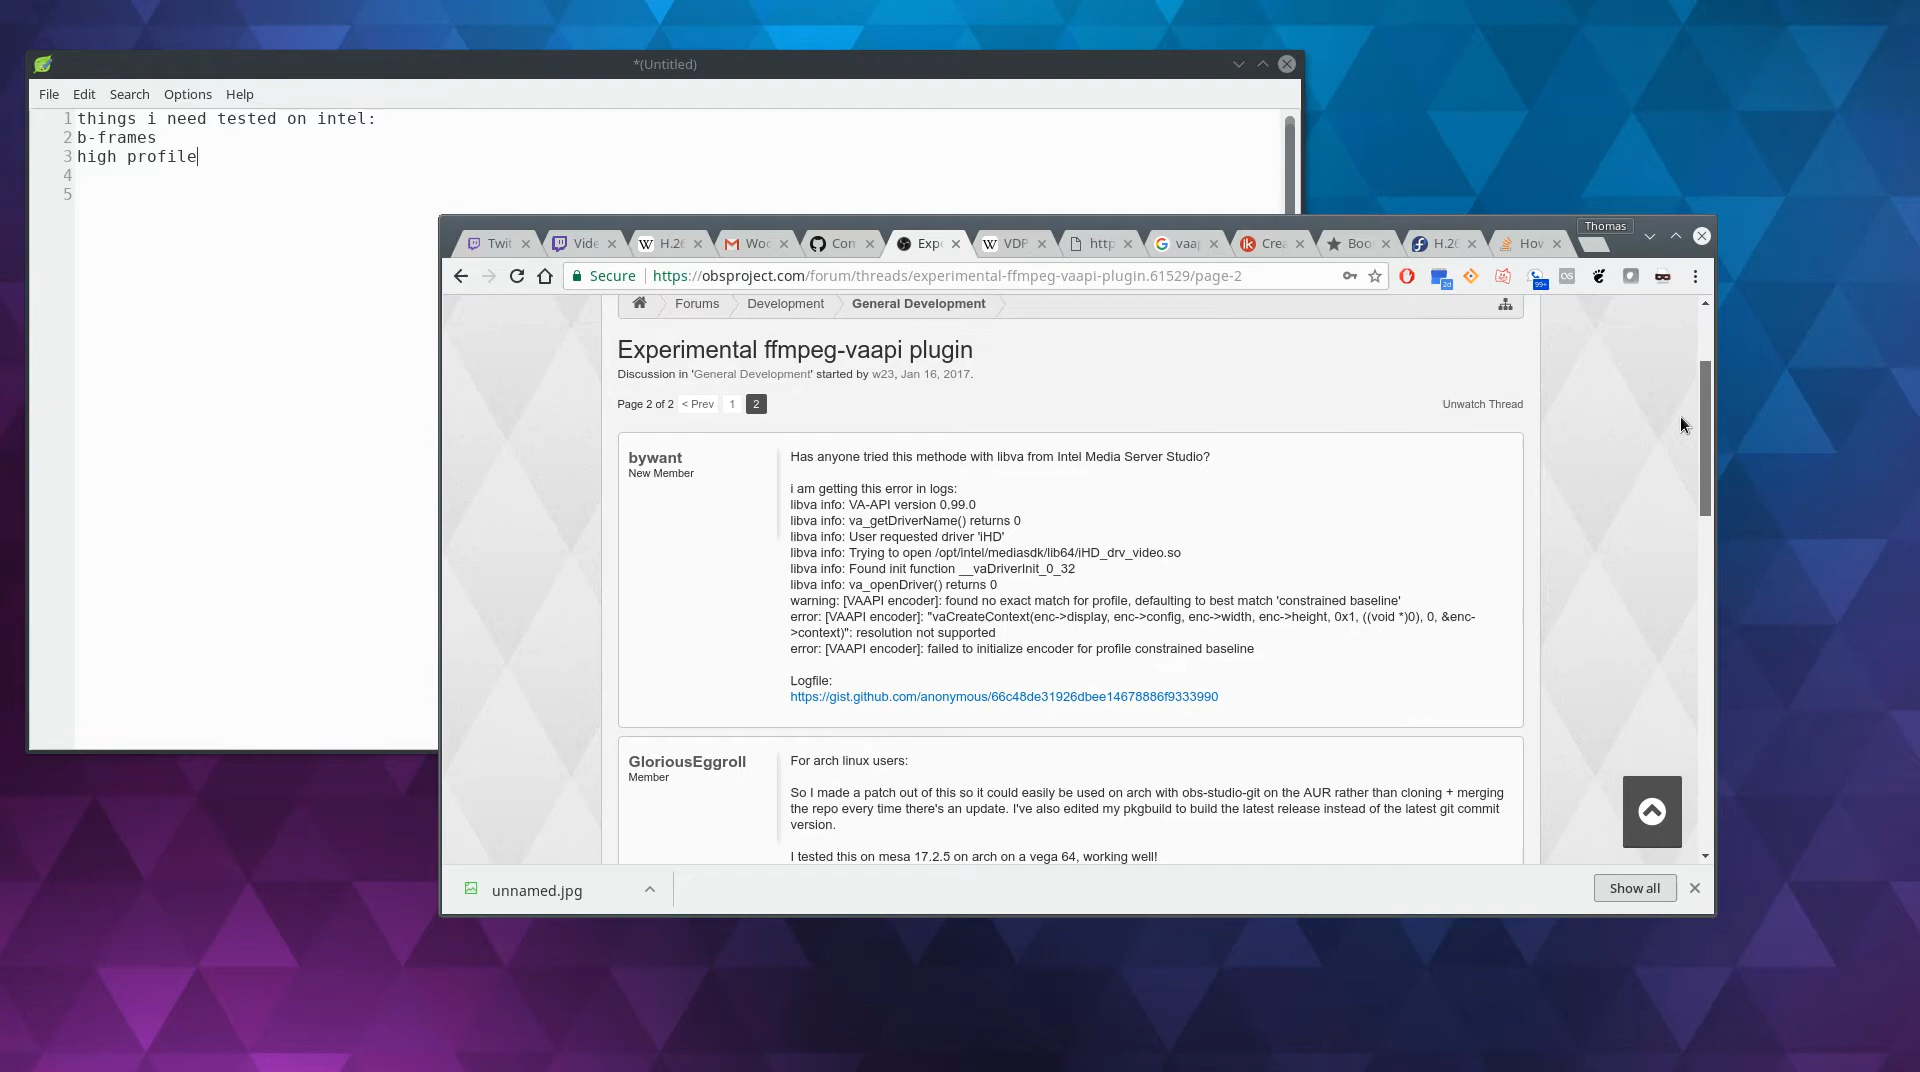 *(Untitled)
File Edit Search Options Help
1 things i need tested on intel:
2 b-frames
3 high profile
4
5
Thomas
Twit Vide H.26 Woc Con Expe VDP http vaap Crea Boo H.26 How
Secure https://obsproject.com/forum/threads/experimental-ffmpeg-vaapi-plugin.61529/page-2
2d
99+
Forums Development General Development
Experimental ffmpeg-vaapi plugin
Discussion in 'General Development' started by w23, Jan 16, 2017.
Page 2 of 2 < Prev 1 2 Unwatch Thread
bywant
New Member
Has anyone tried this methode with libva from Intel Media Server Studio?
i am getting this error in logs:
libva info: VA-API version 0.99.0
libva info: va_getDriverName() returns 0
libva info: User requested driver 'iHD'
libva info: Trying to open /opt/intel/mediasdk/lib64/iHD_drv_video.so
libva info: Found init function __vaDriverInit_0_32
libva info: va_openDriver() returns 0
warning: [VAAPI encoder]: found no exact match for profile, defaulting to best match 'constrained baseline'
error: [VAAPI encoder]: "vaCreateContext(enc->display, enc->config, enc->width, enc->height, 0x1, ((void *)0), 0, &enc-
>context)": resolution not supported
error: [VAAPI encoder]: failed to initialize encoder for profile constrained baseline
Logfile:
https://gist.github.com/anonymous/66c48de31926dbee14678886f9333990
GloriousEggroll
Member
For arch linux users:
So I made a patch out of this so it could easily be used on arch with obs-studio-git on the AUR rather than cloning + merging
the repo every time there's an update. I've also edited my pkgbuild to build the latest release instead of the latest git commit
version.
I tested this on mesa 17.2.5 on arch on a vega 64, working well!
unnamed.jpg
Show all